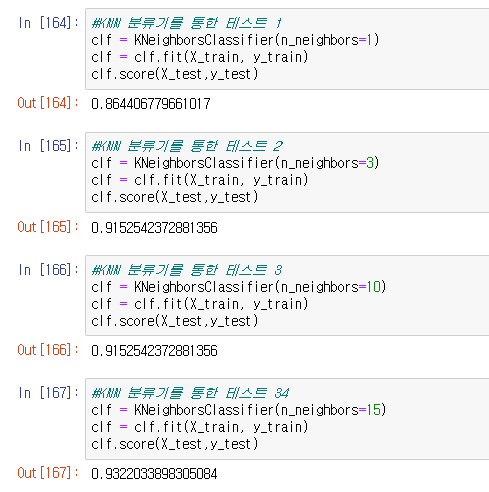 In [164]: #KNN 분류기를 통한 테스트 1
clf = KNeighborsClassifier(n_neighbors=1)
clf = clf.fit(X_train, y_train)
clf.score(X_test,y_test)
Out[164]: 0.864406779661017
In [165]: #KNN 분류기를 통한 테스트 2
clf = KNeighborsClassifier(n_neighbors=3)
clf = clf.fit(X_train, y_train)
clf.score(X_test,y_test)
Out[165]: 0.9152542372881356
In [166]: #KNN 분류기를 통한 테스트 3
clf = KNeighborsClassifier(n_neighbors=10)
clf = clf.fit(X_train, y_train)
clf.score(X_test,y_test)
Out[166]: 0.9152542372881356
In [167]: #KNN 분류기를 통한 테스트 34
clf = KNeighborsClassifier(n_neighbors=15)
clf = clf.fit(X_train, y_train)
clf.score(X_test,y_test)
Out[167]: 0.9322033898305084